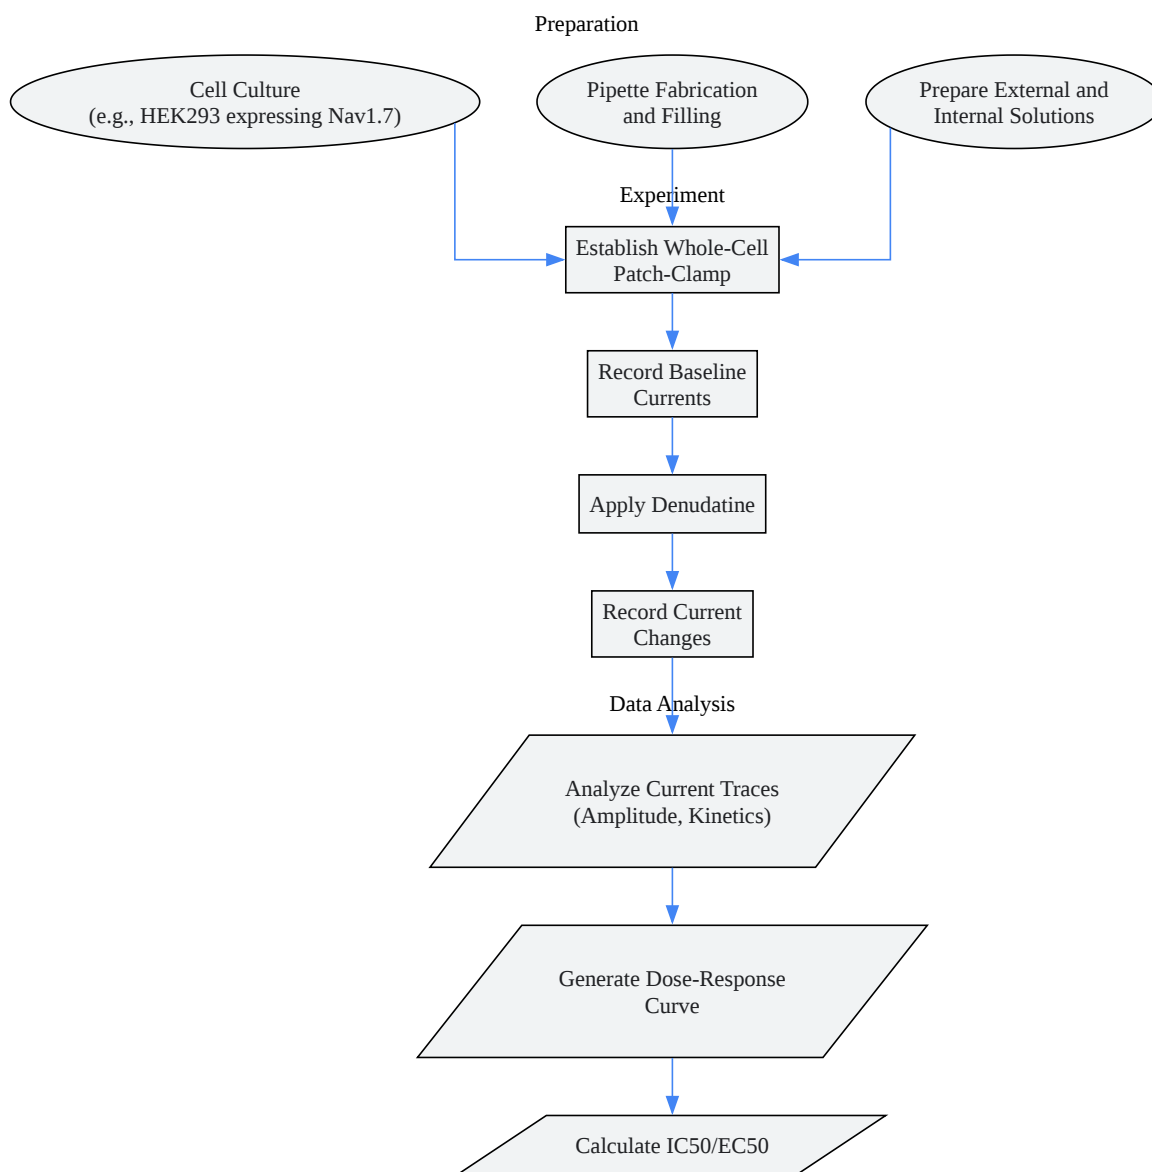 Preparation
Cell Culture
(e.g., HEK293 expressing Nav1.7)
Pipette Fabrication
and Filling
Prepare External and
Internal Solutions
Experiment
Establish Whole-Cell
Patch-Clamp
Record Baseline
Currents
Apply Denudatine
Record Current
Changes
Data Analysis
Analyze Current Traces
(Amplitude, Kinetics)
Generate Dose-Response
Curve
Calculate IC50/EC50